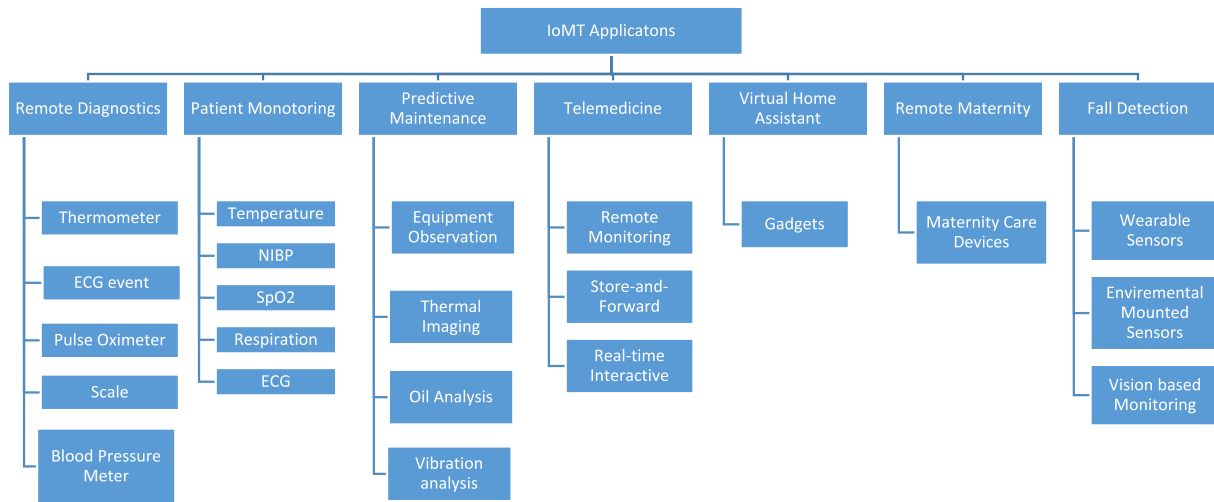 IoMT Applicatons
Remote Diagnostics
Thermometer
ECG event
Pulse Oximeter
Scale
Blood Pressure
Meter
Patient Monotoring
Temperature
NIBP
SpO2
Respiration
ECG
Predictive
Maintenance
Equipment
Observation
Thermal
Imaging
Oil Analysis
Vibration
analysis
Telemedicine
Remote
Monitoring
Store-and-
Forward
Real-time
Interactive
Virtual Home
Assistant
Gadgets
Remote Maternity
Maternity Care
Devices
Fall Detection
Wearable
Sensors
Enviremental
Mounted
Sensors
Vision based
Monitoring